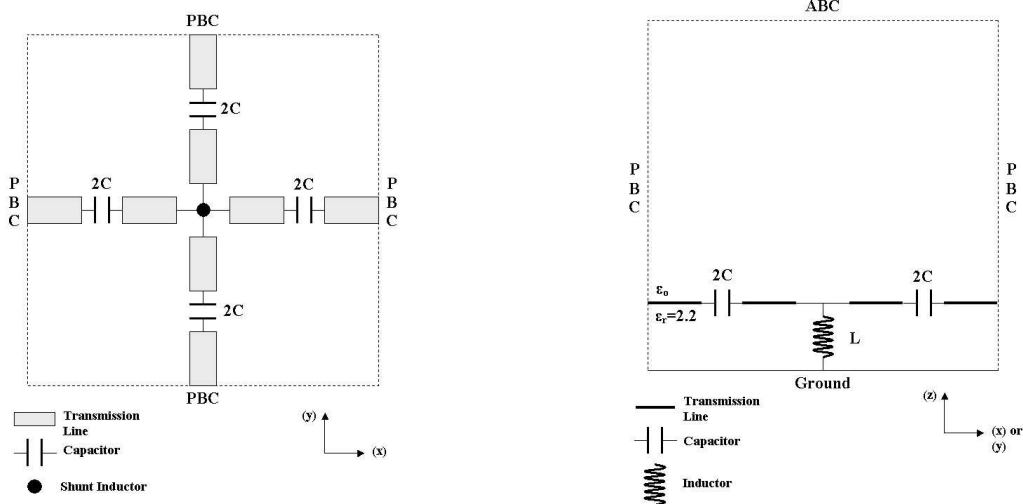 PBC
2C
P
B
C
2C
2C
P
B
C
2C
PBC
Transmission
Line
Capacitor
Shunt Inductor
(y)
(x)
ABC
P
B
C
P
B
C
2C
2C
ε₀
εᵣ=2.2
L
Ground
Transmission
Line
Capacitor
Inductor
(z)
(x) or
(y)